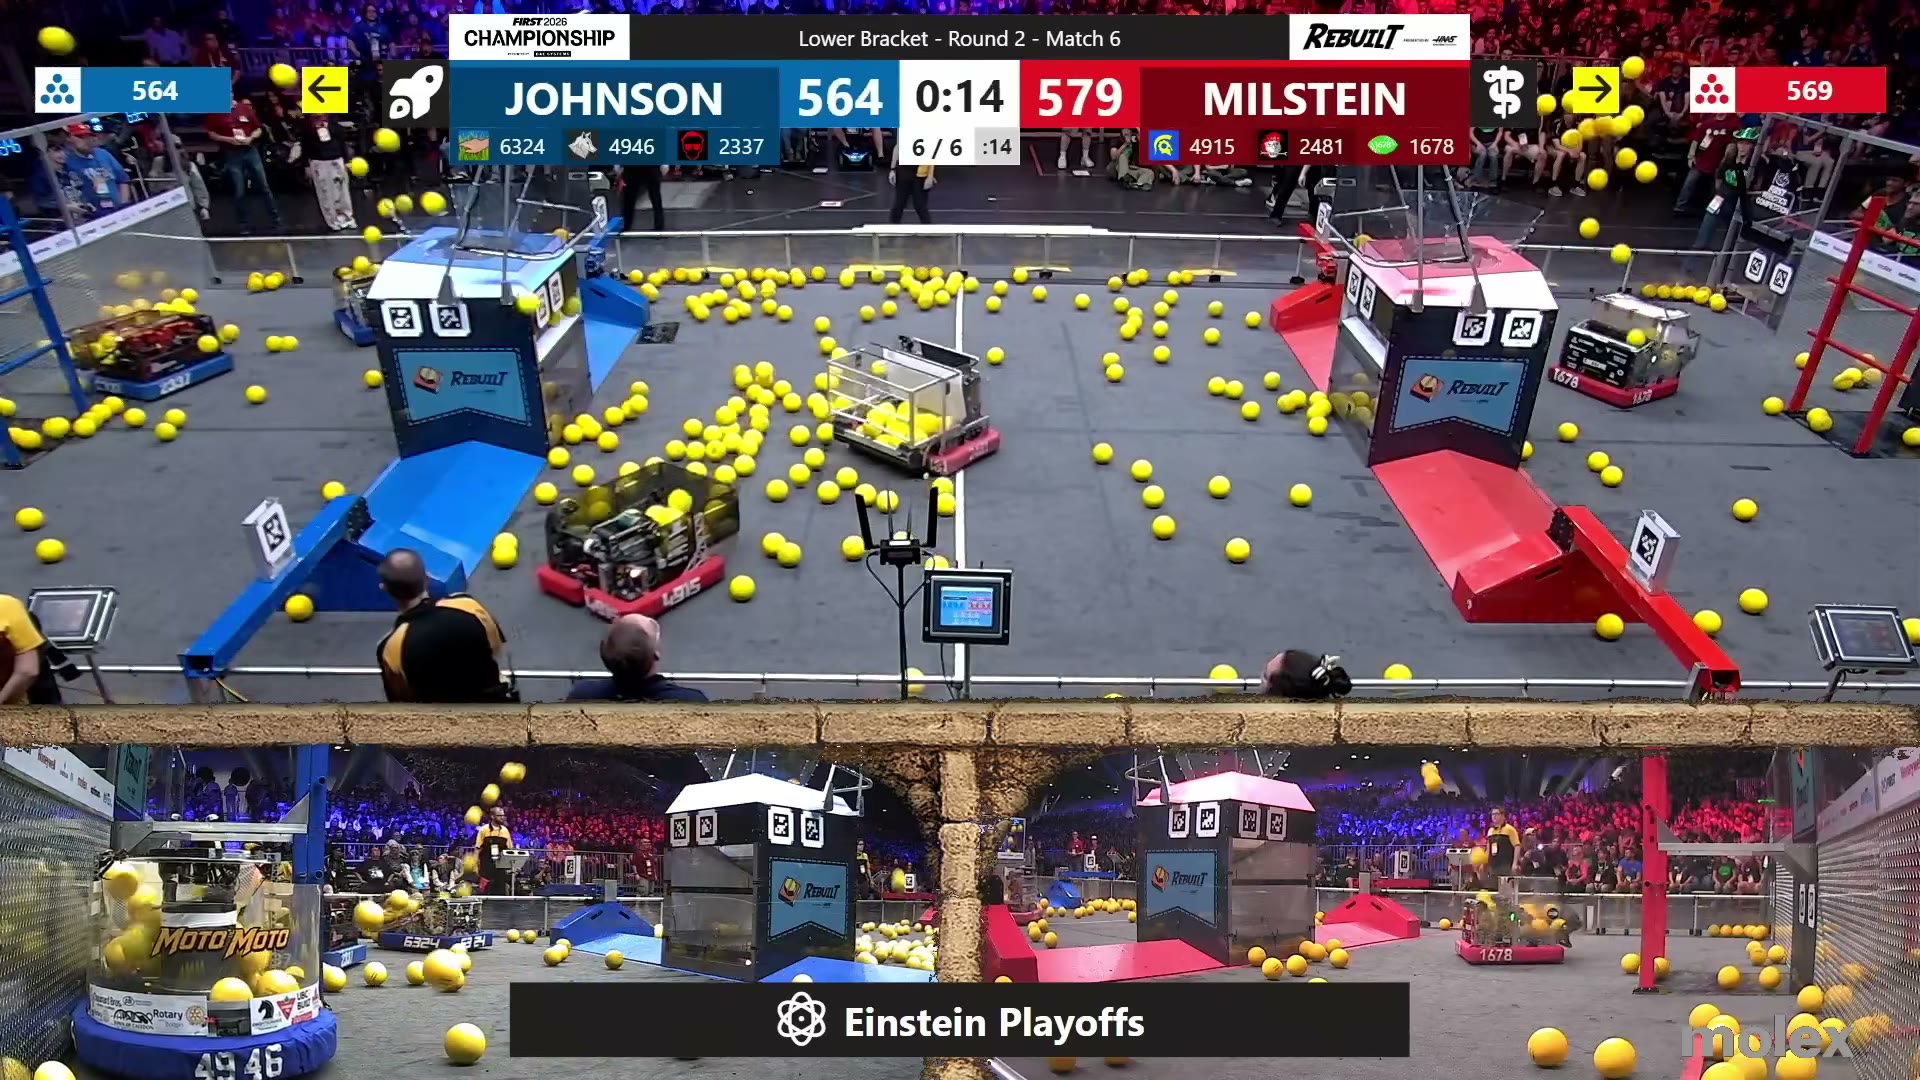 FIRST 2026
CHAMPIONSHIP
Lower Bracket - Round 2 - Match 6
REBUILT
564
JOHNSON
564
0:14
579
MILSTEIN
569
6324
4946
2337
6 / 6
:14
4915
2481
1678
REBUILT
REBUILT
2337
1678
1678
4915
REBUILT
REBUILT
MOTO MOTO
6324
Rotary
4946
1678
Einstein Playoffs
molex